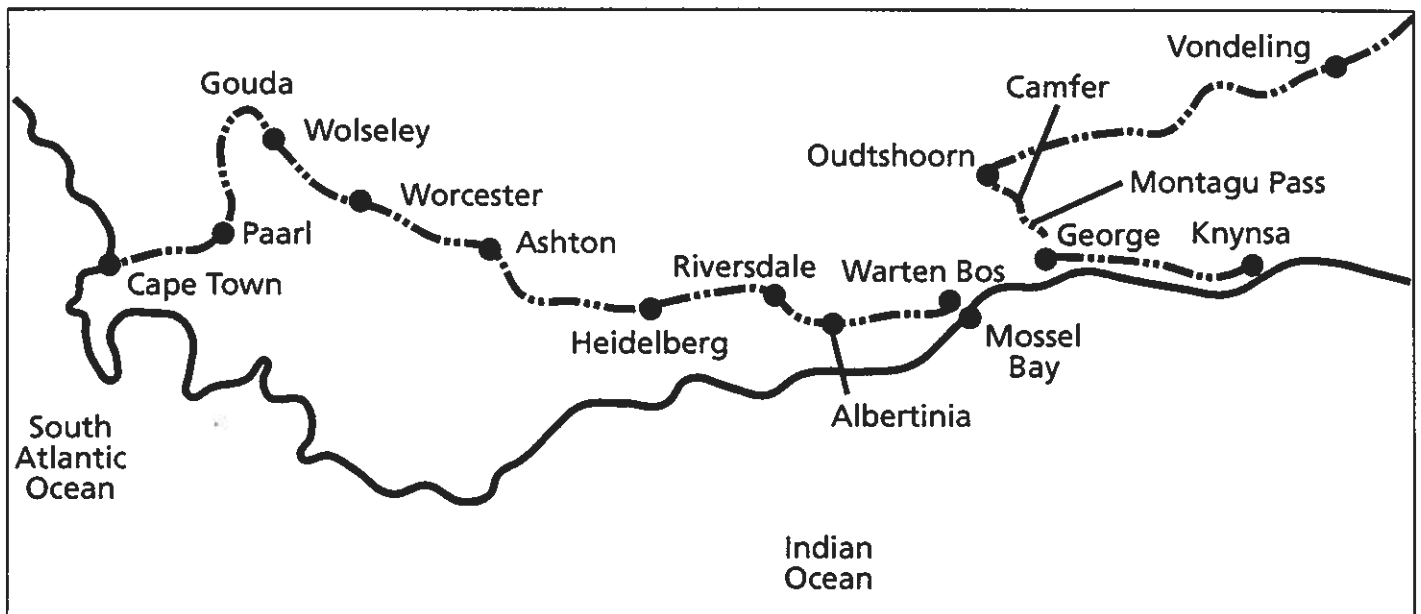 Vondeling
Gouda
Camfer
Wolseley
Oudtshoorn
Worcester
Montagu Pass
Paarl
Ashton
George
Knynsa
Cape Town
Riversdale
Warten Bos
Heidelberg
Mossel
Bay
Albertinia
South
Atlantic
Ocean
Indian
Ocean